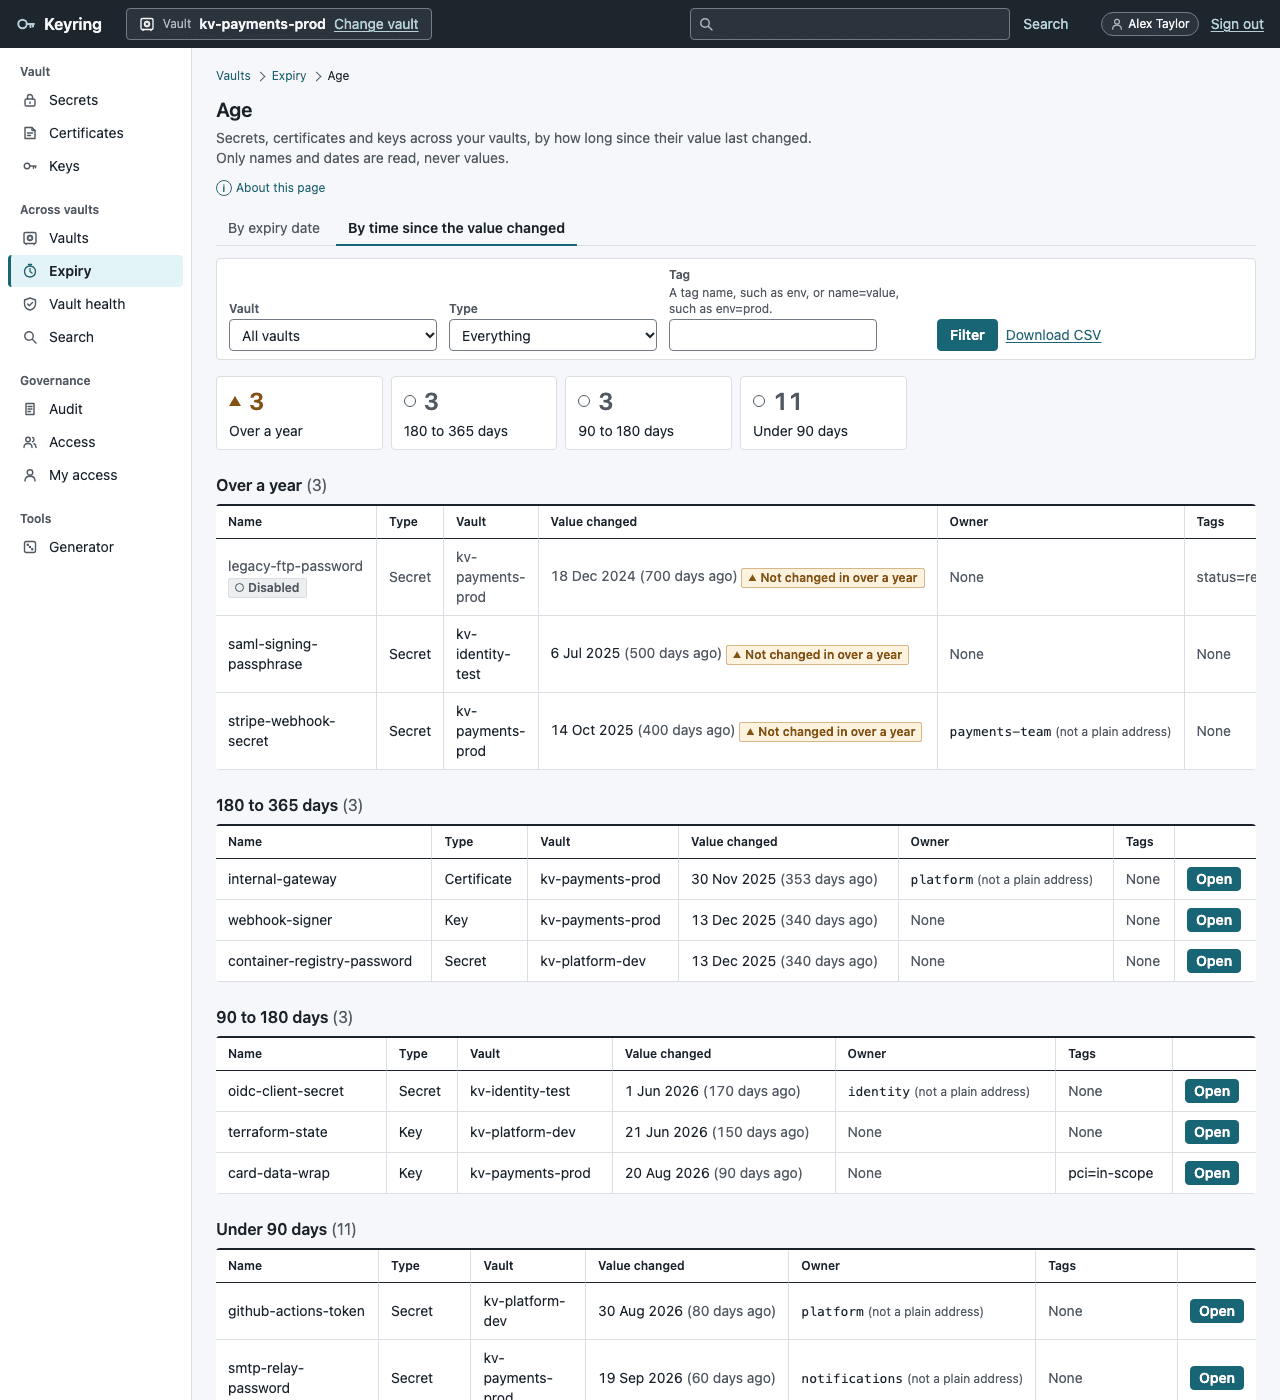 Keyring
Vault kv-payments-prod Change vault
Search
Alex Taylor
Sign out
Vault
Secrets
Certificates
Keys
Across vaults
Vaults
Expiry
Vault health
Search
Governance
Audit
Access
My access
Tools
Generator
Vaults
Expiry
Age
Age
Secrets, certificates and keys across your vaults, by how long since their value last changed.
Only names and dates are read, never values.
About this page
By expiry date
By time since the value changed
Vault
All vaults
Type
Everything
Tag
A tag name, such as env, or name=value,
such as env=prod.
Filter
Download CSV
3
Over a year
3
180 to 365 days
3
90 to 180 days
11
Under 90 days
Over a year (3)
Name Type Vault Value changed Owner Tags
legacy-ftp-password
Disabled
Secret
kv-
payments-
prod
18 Dec 2024 (700 days ago) Not changed in over a year
None
status=re
saml-signing-
passphrase
Secret
kv-
identity-
test
6 Jul 2025 (500 days ago) Not changed in over a year
None
None
stripe-webhook-
secret
Secret
kv-
payments-
prod
14 Oct 2025 (400 days ago) Not changed in over a year
payments-team (not a plain address)
None
180 to 365 days (3)
Name Type Vault Value changed Owner Tags
internal-gateway Certificate kv-payments-prod 30 Nov 2025 (353 days ago) platform (not a plain address) None Open
webhook-signer Key kv-payments-prod 13 Dec 2025 (340 days ago) None None Open
container-registry-password Secret kv-platform-dev 13 Dec 2025 (340 days ago) None None Open
90 to 180 days (3)
Name Type Vault Value changed Owner Tags
oidc-client-secret Secret kv-identity-test 1 Jun 2026 (170 days ago) identity (not a plain address) None Open
terraform-state Key kv-platform-dev 21 Jun 2026 (150 days ago) None None Open
card-data-wrap Key kv-payments-prod 20 Aug 2026 (90 days ago) None pci=in-scope Open
Under 90 days (11)
Name Type Vault Value changed Owner Tags
github-actions-token Secret
kv-platform-
dev
30 Aug 2026 (80 days ago) platform (not a plain address) None Open
smtp-relay-
password
Secret
kv-
payments-
prod
19 Sep 2026 (60 days ago) notifications (not a plain address) None Open